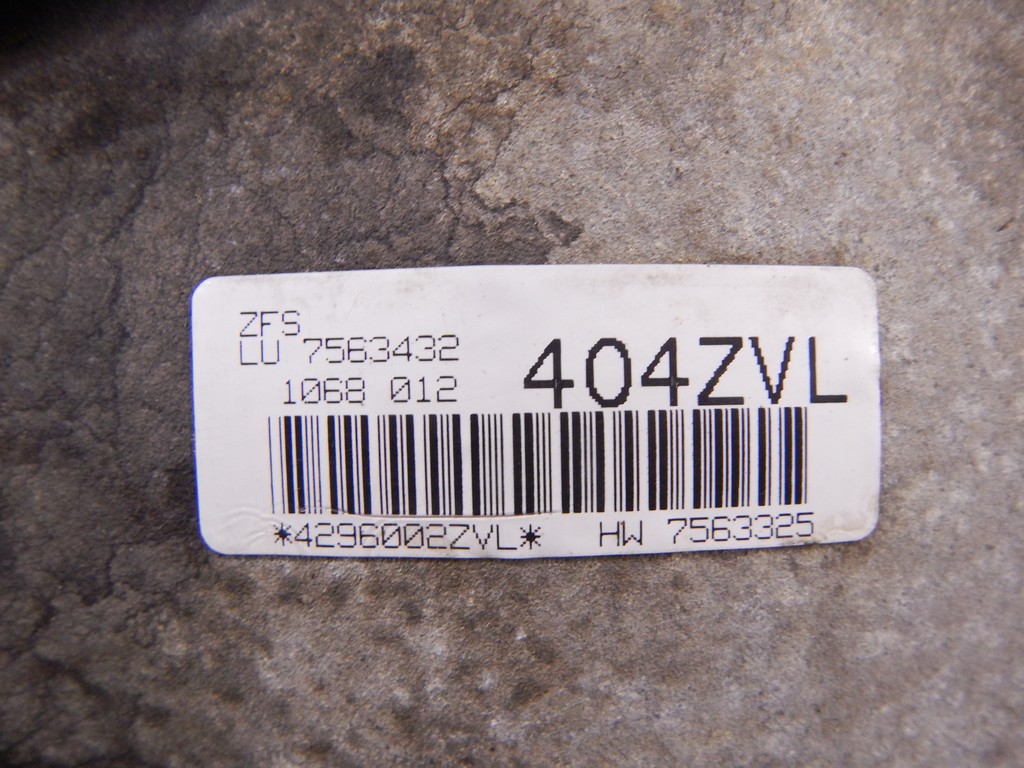 ZFS
LU 7563432
404ZVL
1068 012
*4296002ZVL* HW 7563325